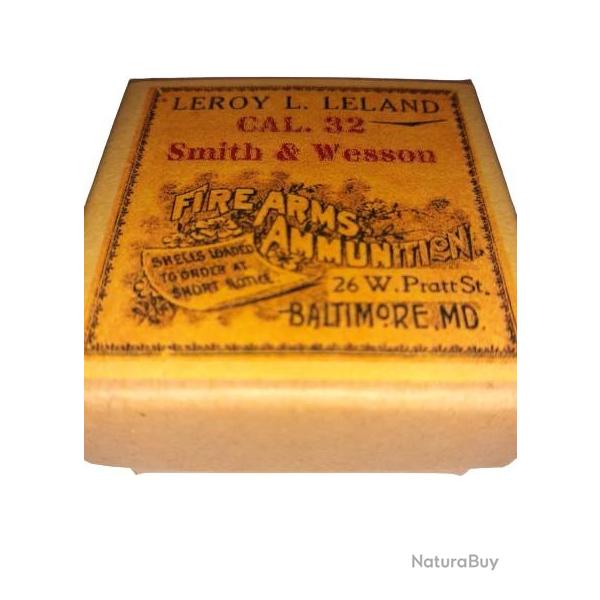 LEROY L. LELAND
CAL. 32
Smith & Wesson
FIRE ARMS
AMMUNITION.
SHELLS LOADED
TO ORDER AT
SHORT NOTICE
26 W. Pratt St.
BALTIMORE, MD.
NaturaBuy